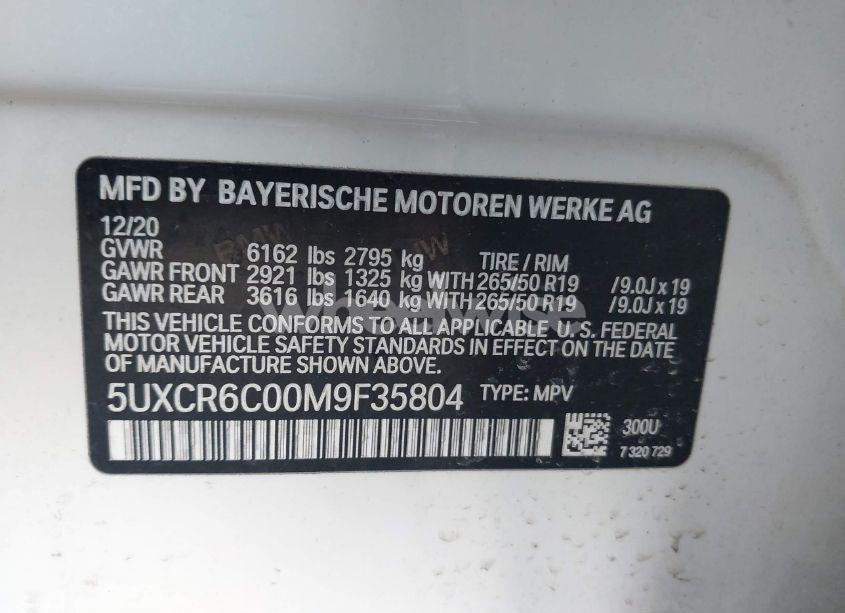 MFD BY BAYERISCHE MOTOREN WERKE AG
12/20
GVWR 6162 lbs 2795 kg TIRE / RIM
GAWR FRONT 2921 lbs 1325 kg WITH 265/50 R19 /9.0J x 19
GAWR REAR 3616 lbs 1640 kg WITH 265/50 R19 /9.0J x 19
THIS VEHICLE CONFORMS TO ALL APPLICABLE U. S. FEDERAL
MOTOR VEHICLE SAFETY STANDARDS IN EFFECT ON THE DATE
OF MANUFACTURE SHOWN ABOVE.
5UXCR6C00M9F35804 TYPE: MPV
300U
7 320 729